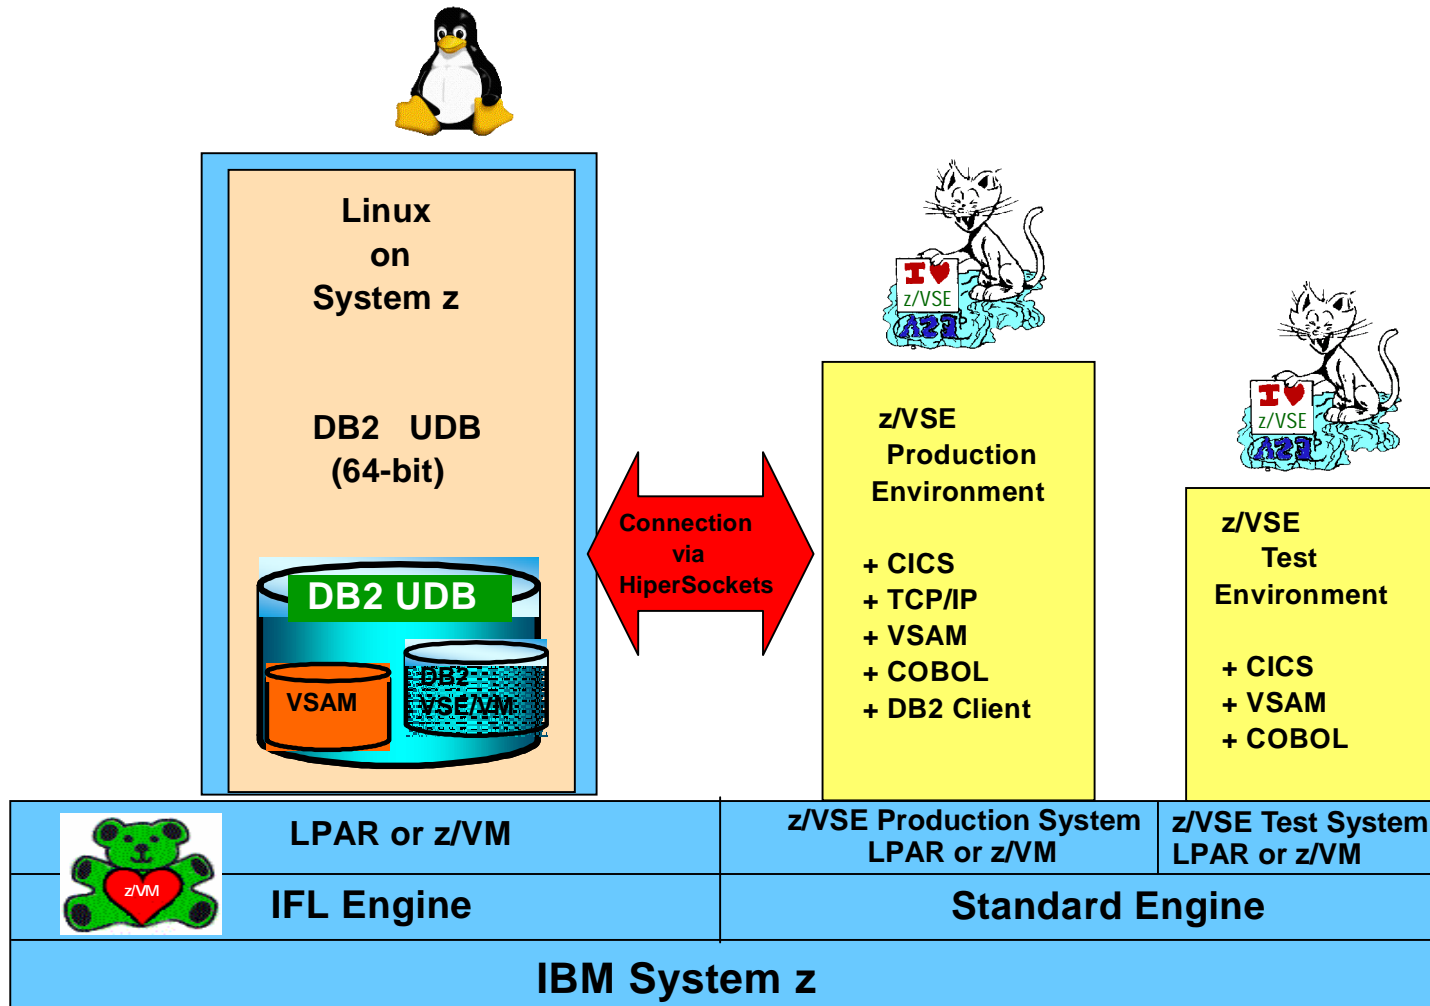 Linux
on
System z
DB2 UDB
(64-bit)
DB2 UDB
VSAM
DB2
VSE/VM
Connection
via
HiperSockets
I
z/VSE
z/VSE
Production
Environment
+ CICS
+ TCP/IP
+ VSAM
+ COBOL
+ DB2 Client
I
z/VSE
z/VSE
Test
Environment
+ CICS
+ VSAM
+ COBOL
z/VM
LPAR or z/VM
z/VSE Production System
LPAR or z/VM
z/VSE Test System
LPAR or z/VM
IFL Engine
Standard Engine
IBM System z